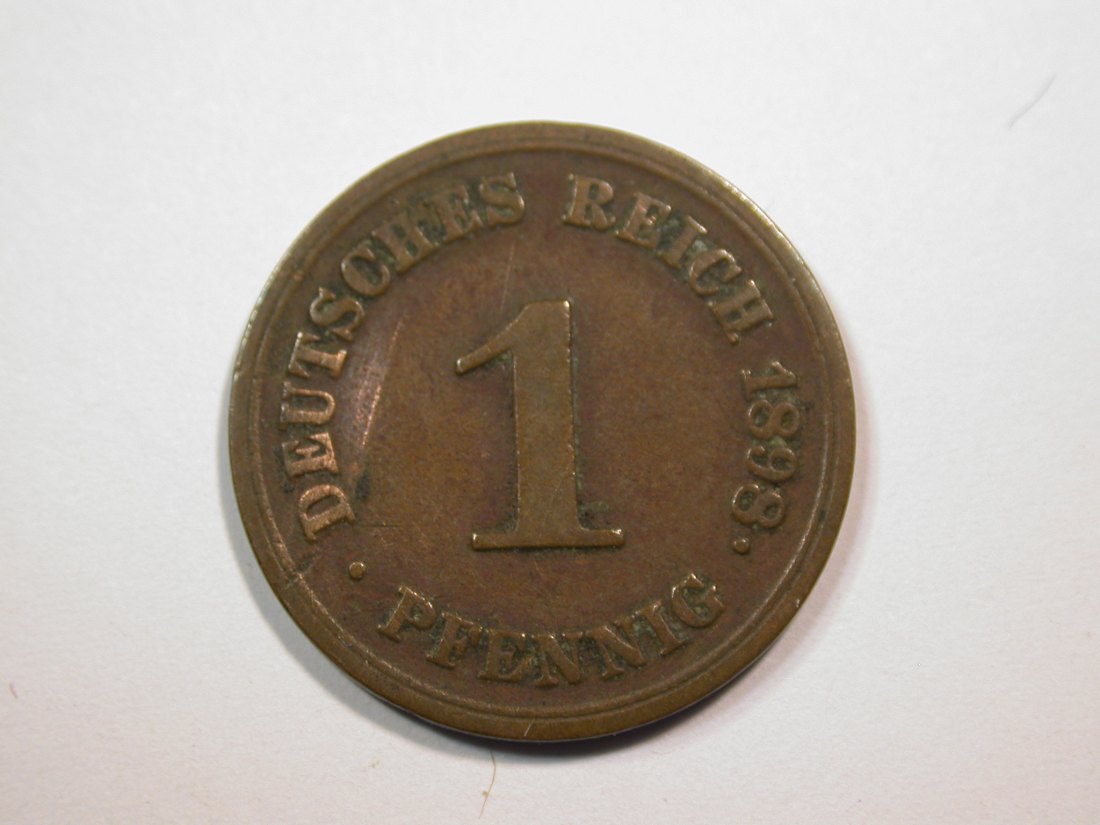 DEUTSCHES REICH 1898.
1
. PFENNIG